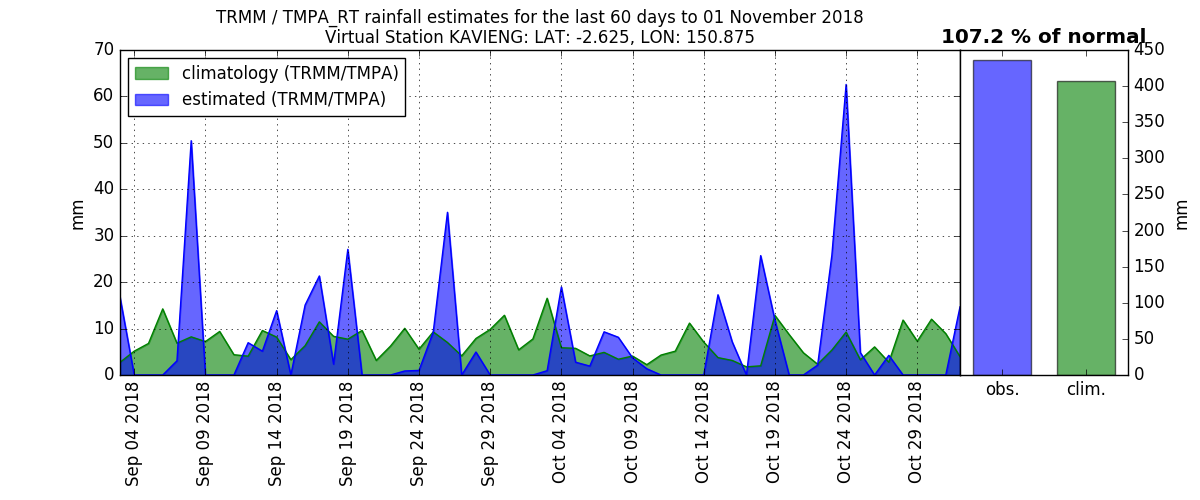 TRMM / TMPA_RT rainfall estimates for the last 60 days to 01 November 2018
Virtual Station KAVIENG: LAT: -2.625, LON: 150.875
107.2 % of normal
climatology (TRMM/TMPA)
estimated (TRMM/TMPA)
70
60
50
40
30
20
10
0
mm
Sep 04 2018
Sep 09 2018
Sep 14 2018
Sep 19 2018
Sep 24 2018
Sep 29 2018
Oct 04 2018
Oct 09 2018
Oct 14 2018
Oct 19 2018
Oct 24 2018
Oct 29 2018
obs.
clim.
450
400
350
300
250
200
150
100
50
0
mm